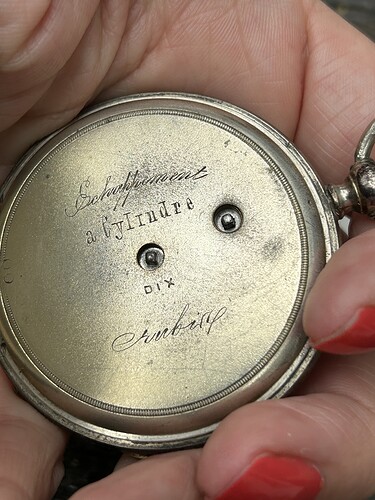 Echappement
a Cylindre
DIX
rubis